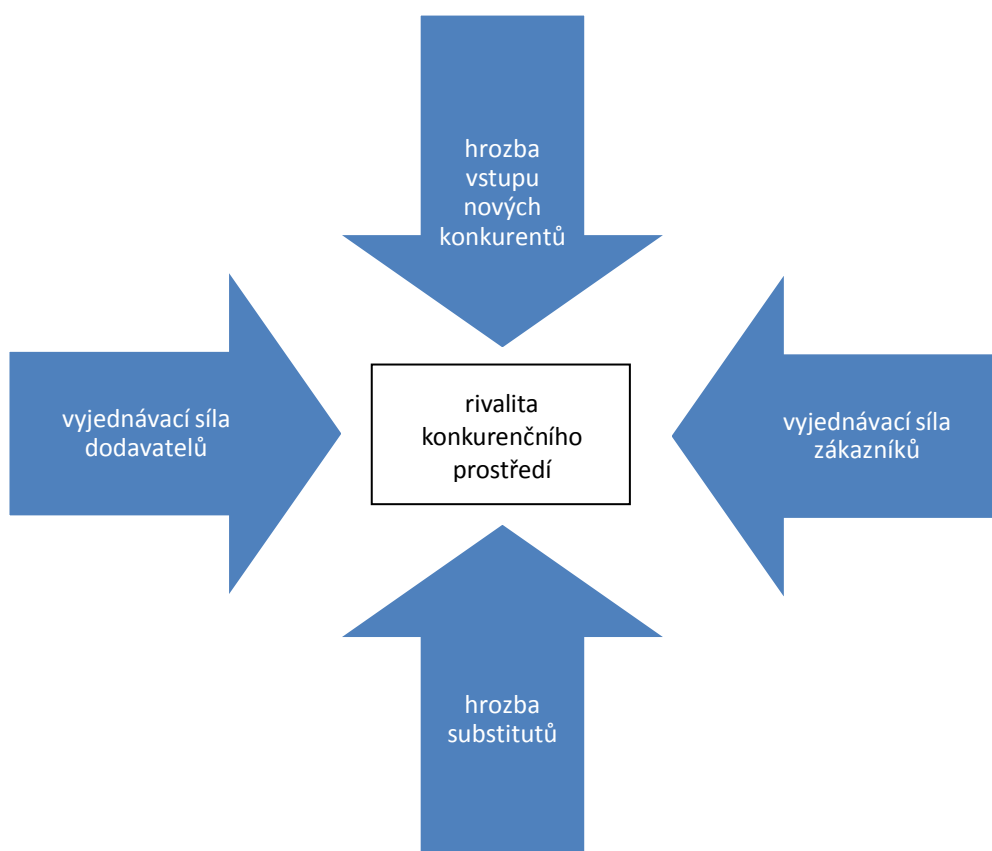 hrozba
vstupu
nových
konkurentů
vyjednávací síla
dodavatelů
rivalita
konkurenčního
prostředí
vyjednávací síla
zákazníků
hrozba
substitutů